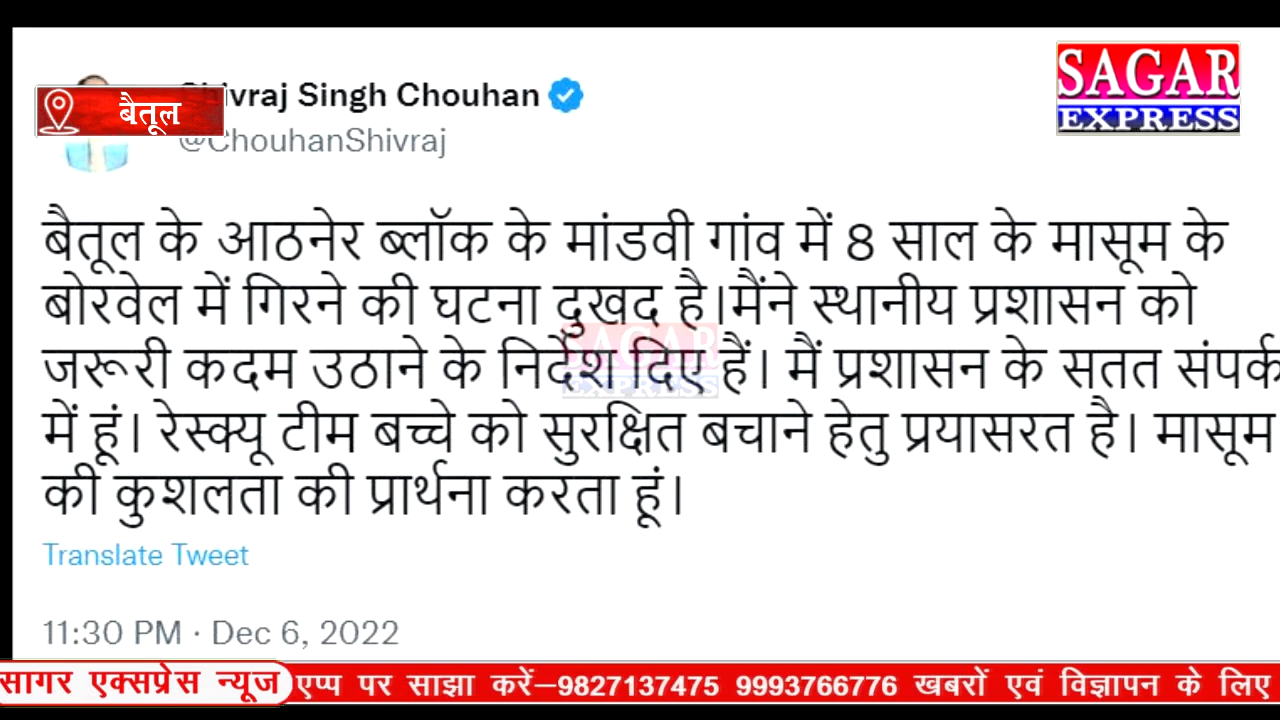 Shivraj Singh Chouhan
@ChouhanShivraj
बैतूल
SAGAR
EXPRESS
बैतूल के आठनेर ब्लॉक के मांडवी गांव में 8 साल के मासूम के
बोरवेल में गिरने की घटना दुखद है।मैंने स्थानीय प्रशासन को
जरूरी कदम उठाने के निर्देश दिए हैं। मैं प्रशासन के सतत संपर्क
में हूं। रेस्क्यू टीम बच्चे को सुरक्षित बचाने हेतु प्रयासरत है। मासूम
की कुशलता की प्रार्थना करता हूं।
SAGAR
EXPRESS
Translate Tweet
11:30 PM · Dec 6, 2022
सागर एक्सप्रेस न्यूज एप्प पर साझा करें–9827137475 9993766776 खबरों एवं विज्ञापन के लिए